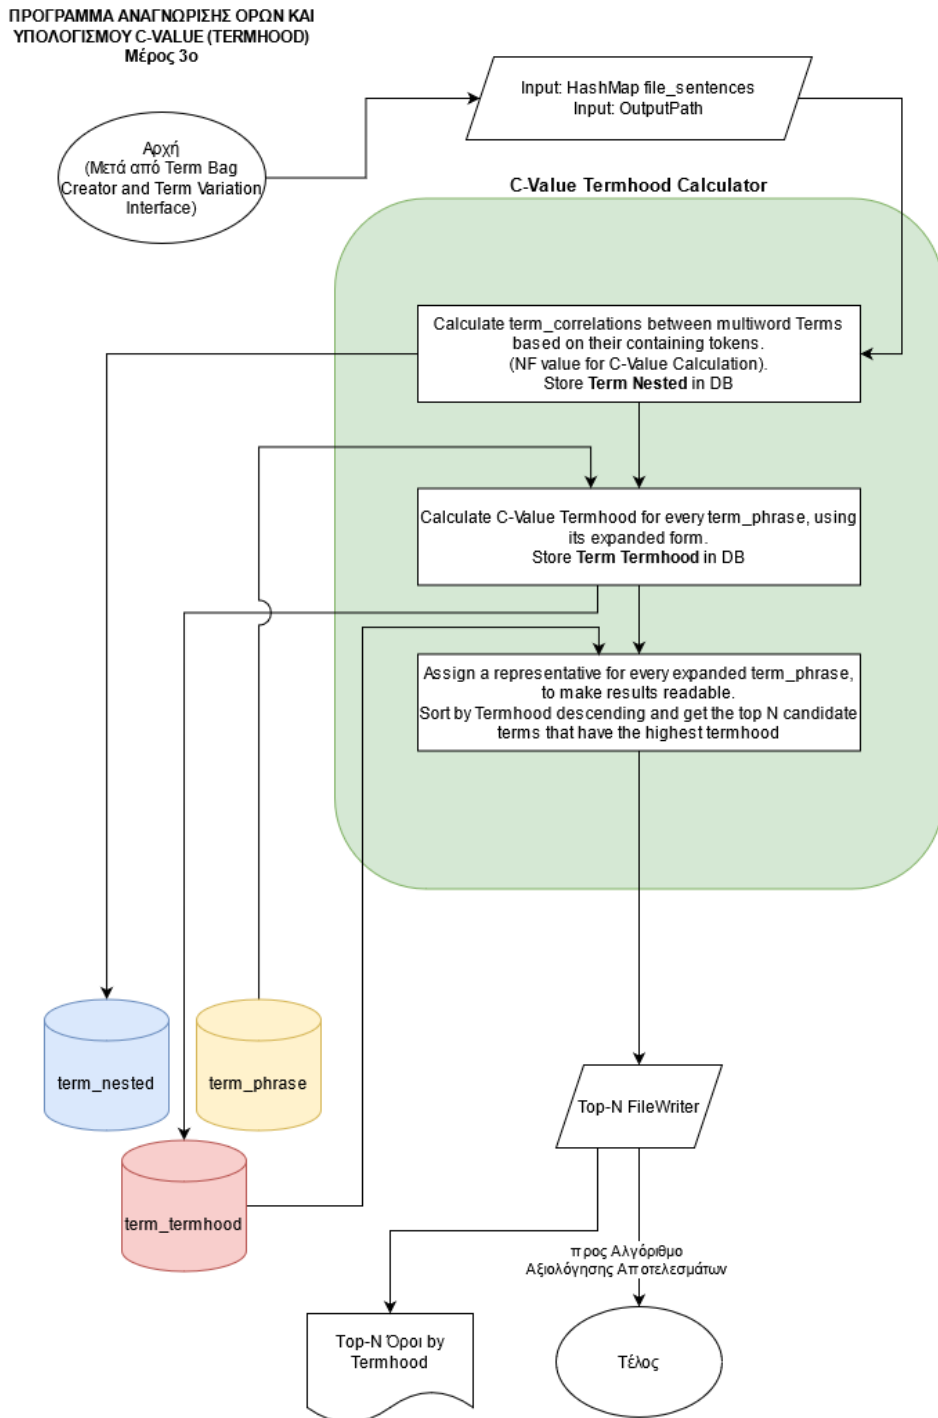 ΠΡΟΓΡΑΜΜΑ ΑΝΑΓΝΩΡΙΣΗΣ ΟΡΩΝ ΚΑΙ
ΥΠΟΛΟΓΙΣΜΟΥ C-VALUE (TERMHOOD)
Μέρος 3ο
Input: HashMap file_sentences
Input: OutputPath
Αρχή
(Μετά από Term Bag
Creator and Term Variation
Interface)
C-Value Termhood Calculator
Calculate term_correlations between multiword Terms
based on their containing tokens.
(NF value for C-Value Calculation).
Store Term Nested in DB
Calculate C-Value Termhood for every term_phrase, using
its expanded form.
Store Term Termhood in DB
Assign a representative for every expanded term_phrase,
to make results readable.
Sort by Termhood descending and get the top N candidate
terms that have the highest termhood
term_nested
term_phrase
term_termhood
Top-N FileWriter
προς Αλγόριθμο
Αξιολόγησης Αποτελεσμάτων
Top-N Όροι by
Termhood
Τέλος